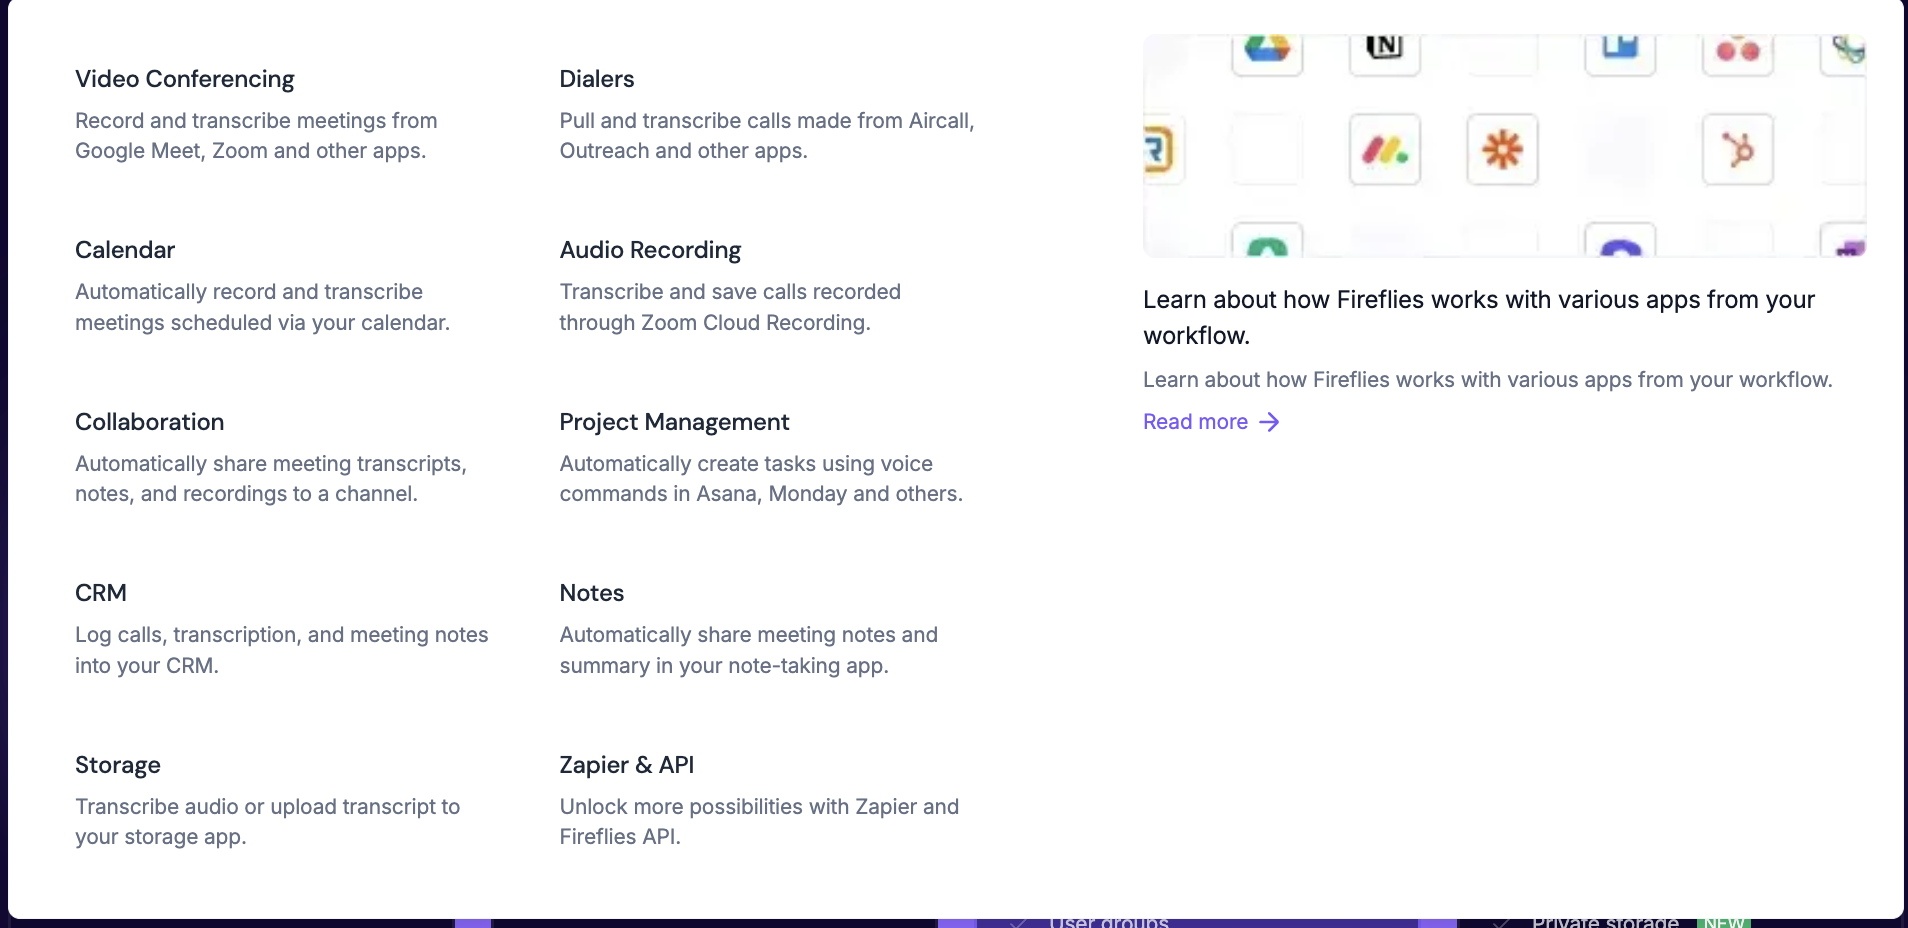 Video Conferencing
Record and transcribe meetings from
Google Meet, Zoom and other apps.
Calendar
Automatically record and transcribe
meetings scheduled via your calendar.
Collaboration
Automatically share meeting transcripts,
notes, and recordings to a channel.
CRM
Log calls, transcription, and meeting notes
into your CRM.
Storage
Transcribe audio or upload transcript to
your storage app.
Dialers
Pull and transcribe calls made from Aircall,
Outreach and other apps.
Audio Recording
Transcribe and save calls recorded
through Zoom Cloud Recording.
Project Management
Automatically create tasks using voice
commands in Asana, Monday and others.
Notes
Automatically share meeting notes and
summary in your note-taking app.
Zapier & API
Unlock more possibilities with Zapier and
Fireflies API.
N
R
Learn about how Fireflies works with various apps from your
workflow.
Learn about how Fireflies works with various apps from your workflow.
Read more →
User groups
Private storage NEW